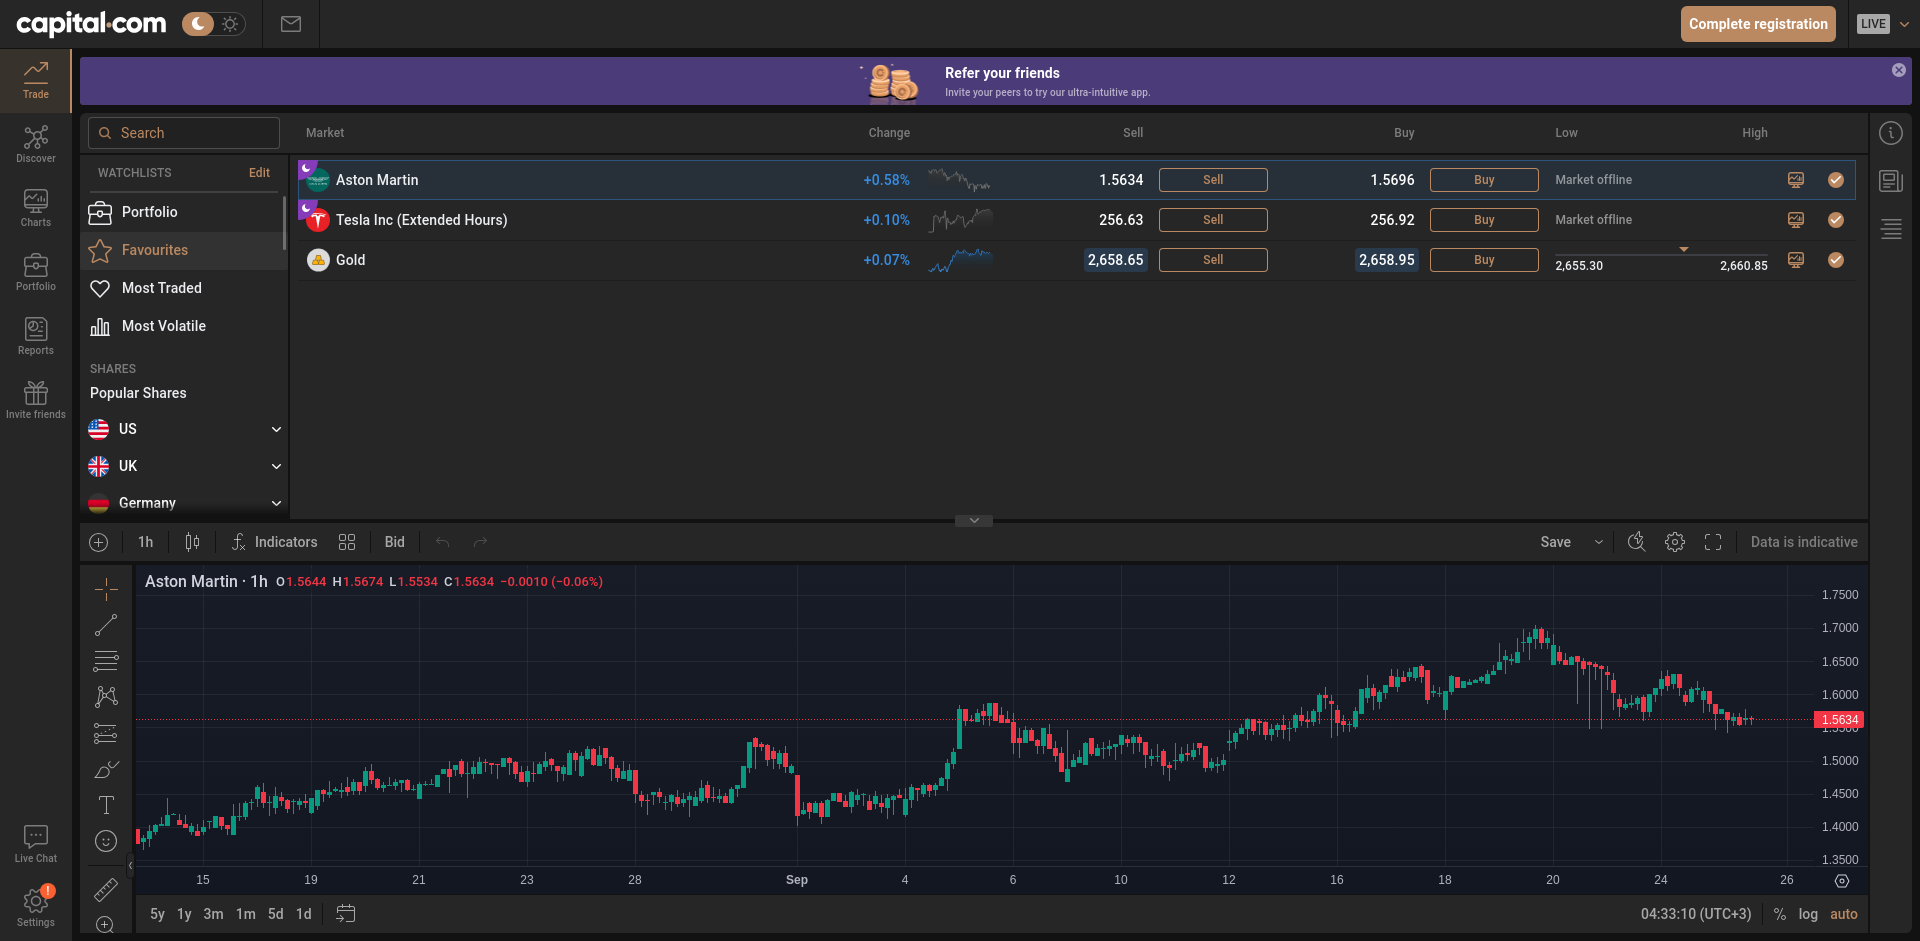 capital.com
Complete registration
LIVE
Refer your friends
Invite your peers to try our ultra-intuitive app.
Trade
Discover
Charts
Portfolio
Reports
Invite friends
Live Chat
!
Settings
Search
WATCHLISTS Edit
Portfolio
Favourites
Most Traded
Most Volatile
SHARES
Popular Shares
US
UK
Germany
Market Change Sell Buy Low High
Aston Martin +0.58% 1.5634 Sell 1.5696 Buy Market offline
Tesla Inc (Extended Hours) +0.10% 256.63 Sell 256.92 Buy Market offline
Gold +0.07% 2,658.65 Sell 2,658.95 Buy 2,655.30 2,660.85
1h Indicators Bid Save Data is indicative
Aston Martin · 1h O1.5644 H1.5674 L1.5534 C1.5634 −0.0010 (−0.06%)
1.7500
1.7000
1.6500
1.6000
1.5634
1.5500
1.5000
1.4500
1.4000
1.3500
15 19 21 23 28 Sep 4 6 10 12 16 18 20 24 26
5y 1y 3m 1m 5d 1d 04:33:10 (UTC+3) % log auto